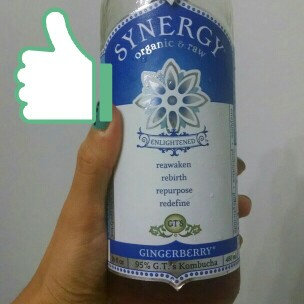 SYNERGY
organic & raw
ENLIGHTENED
reawaken
rebirth
repurpose
redefine
GT'S
GINGERBERRY
95% G.T.'s Kombucha